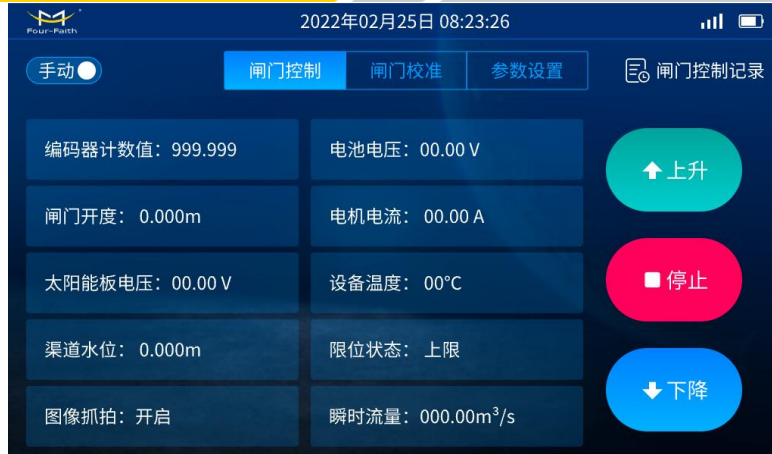 Four-Faith
2022年02月25日 08:23:26
手动
闸门控制
闸门校准
参数设置
闸门控制记录
编码器计数值：999.999
电池电压：00.00 V
闸门开度： 0.000m
电机电流： 00.00 A
太阳能板电压：00.00 V
设备温度： 00°C
渠道水位： 0.000m
限位状态： 上限
图像抓拍：开启
瞬时流量：000.00m³/s
上升
停止
下降